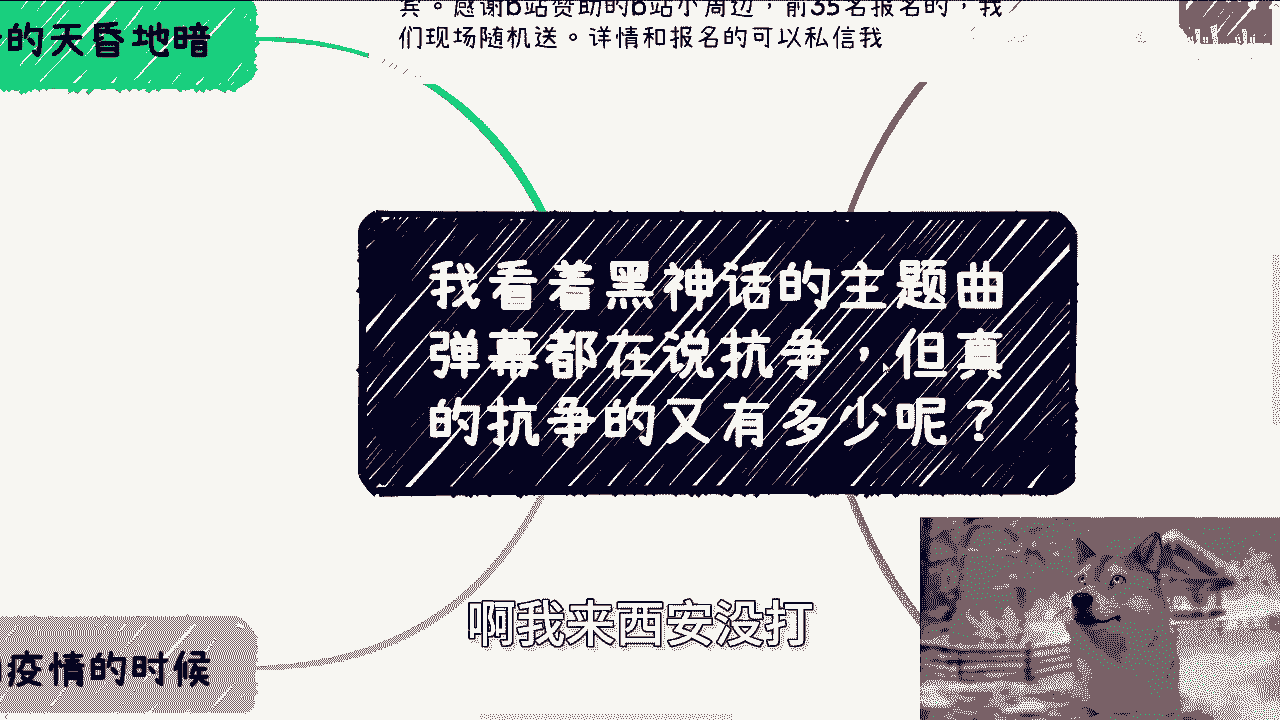 宾。感谢b站赞助的b站小周边，前35名报名的，我
们现场随机送。详情和报名的可以私信我
的天昏地暗
我看着黑神话的主题曲
弹幕都在说抗争，但真
的抗争的又有多少呢？
啊我来西安没打
疫情的时候